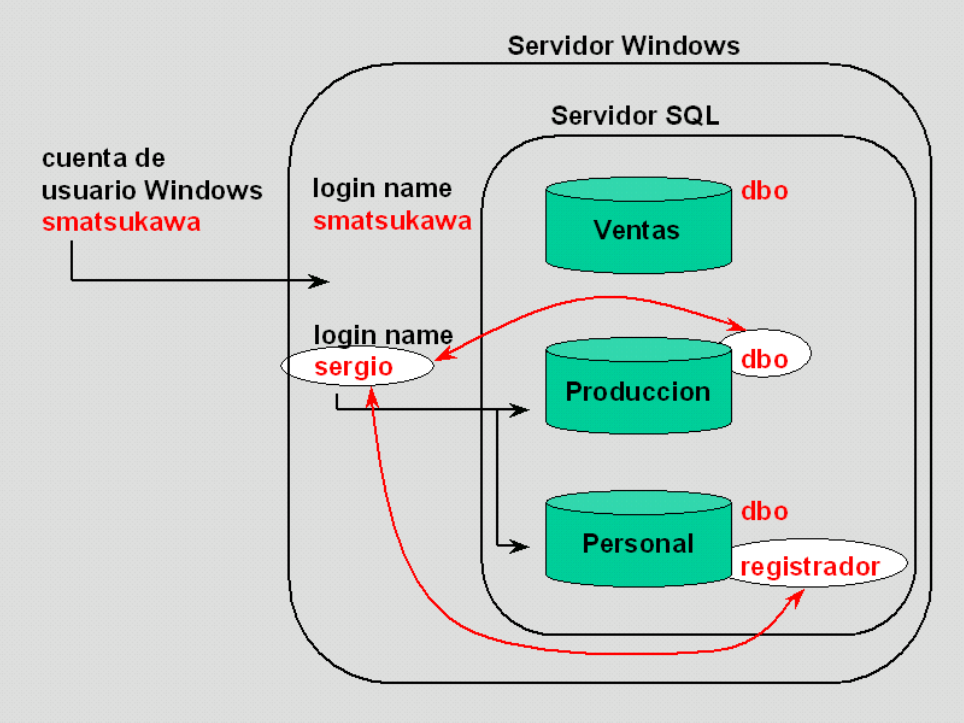 Servidor Windows
Servidor SQL
cuenta de
usuario Windows
smatsukawa
login name
smatsukawa
dbo
Ventas
login name
sergio
dbo
Produccion
dbo
Personal
registrador